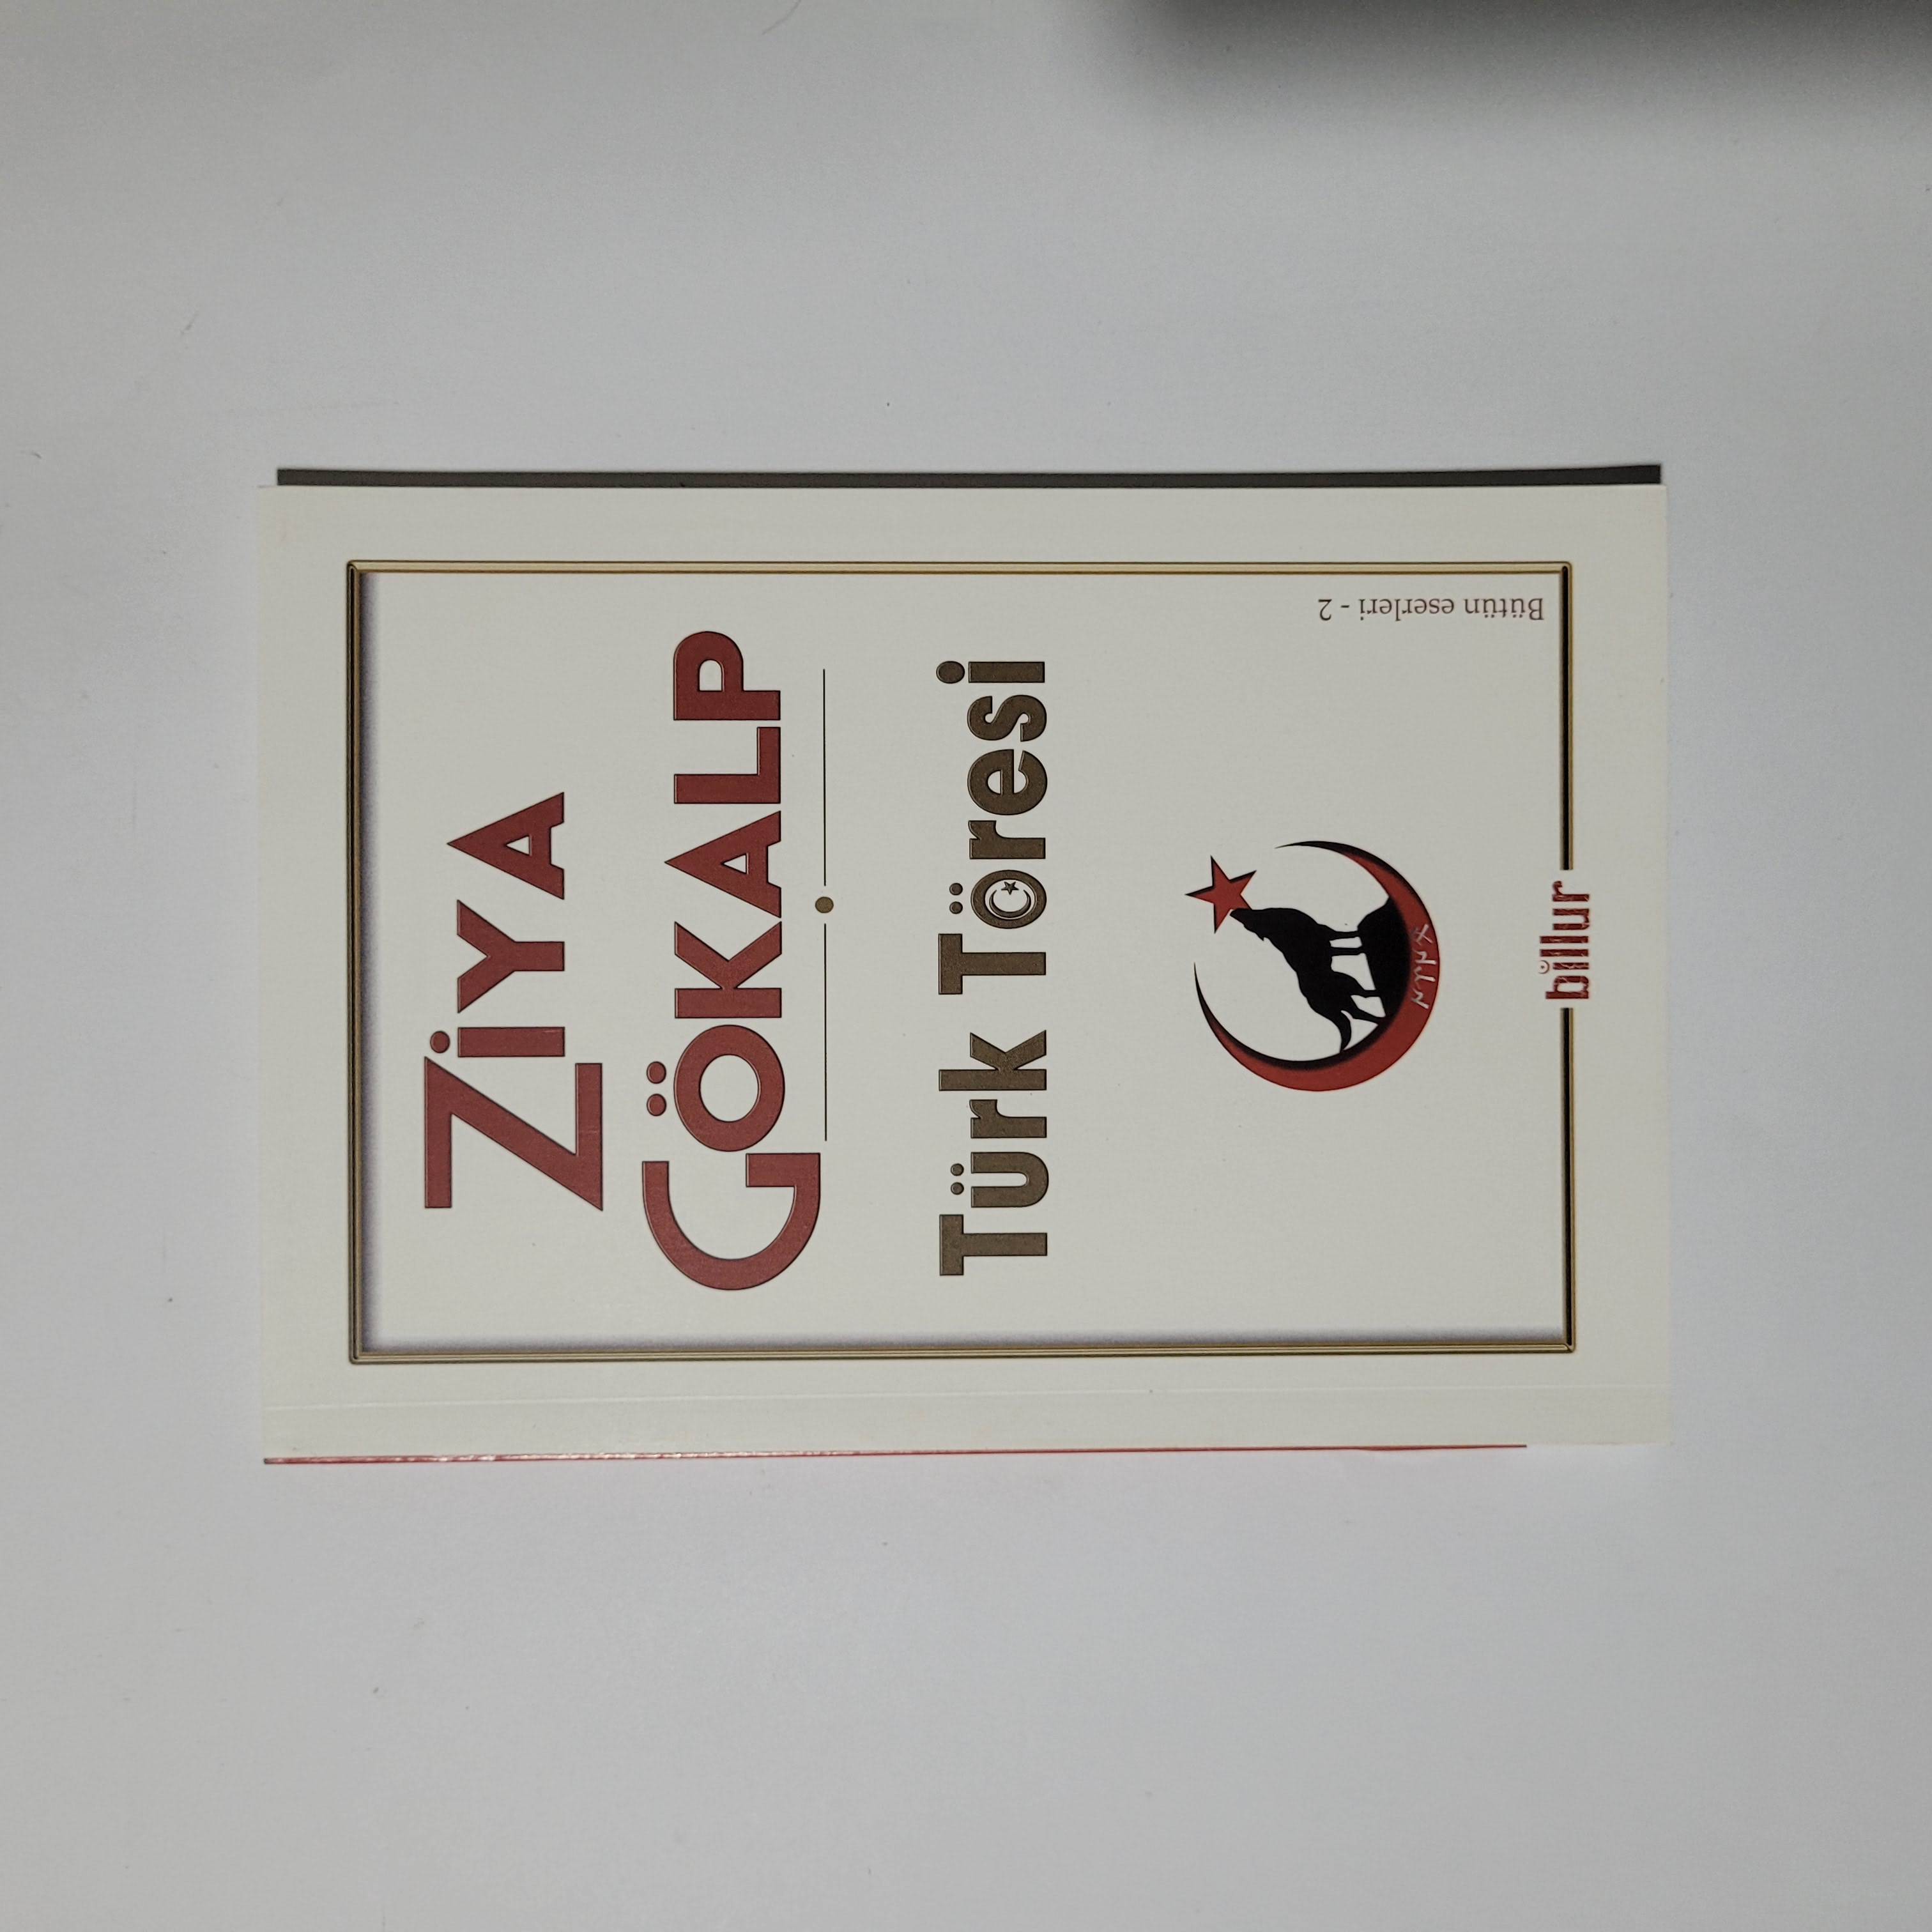 ZİYA
GÖKALP
Türk Töresi
Bütün eserleri - 2
billur